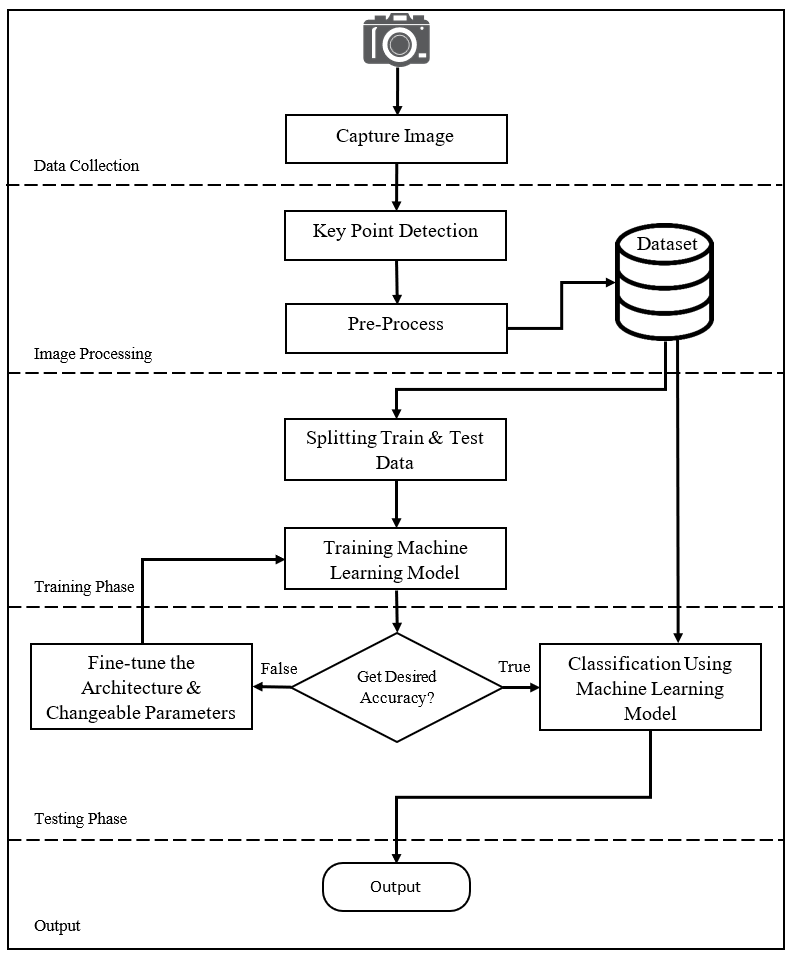 Capture Image
Data Collection
Key Point Detection
Dataset
Pre-Process
Image Processing
Splitting Train & Test
Data
Training Machine
Learning Model
Training Phase
Fine-tune the
Architecture &
Changeable Parameters
False
Get Desired
Accuracy?
True
Classification Using
Machine Learning
Model
Testing Phase
Output
Output